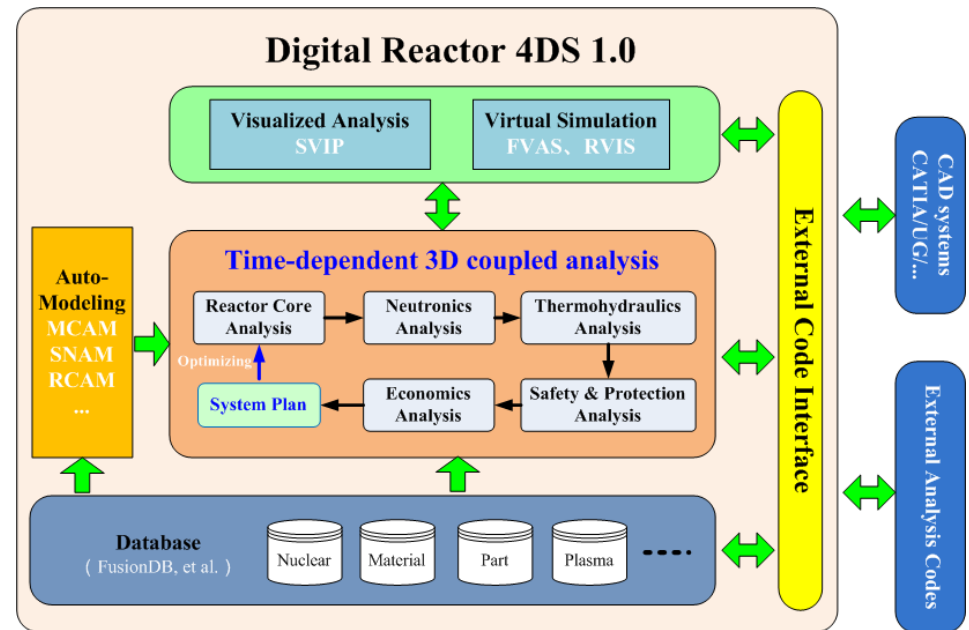 Digital Reactor 4DS 1.0
Visualized Analysis
SVIP
Virtual Simulation
FVAS、RVIS
Auto-
Modeling
MCAM
SNAM
RCAM
...
Time-dependent 3D coupled analysis
Reactor Core
Analysis
Neutronics
Analysis
Thermohydraulics
Analysis
Optimizing
System Plan
Economics
Analysis
Safety & Protection
Analysis
Database
( FusionDB, et al. )
Nuclear
Material
Part
Plasma
External Code Interface
CAD systems
CATIA/UG/...
External Analysis Codes